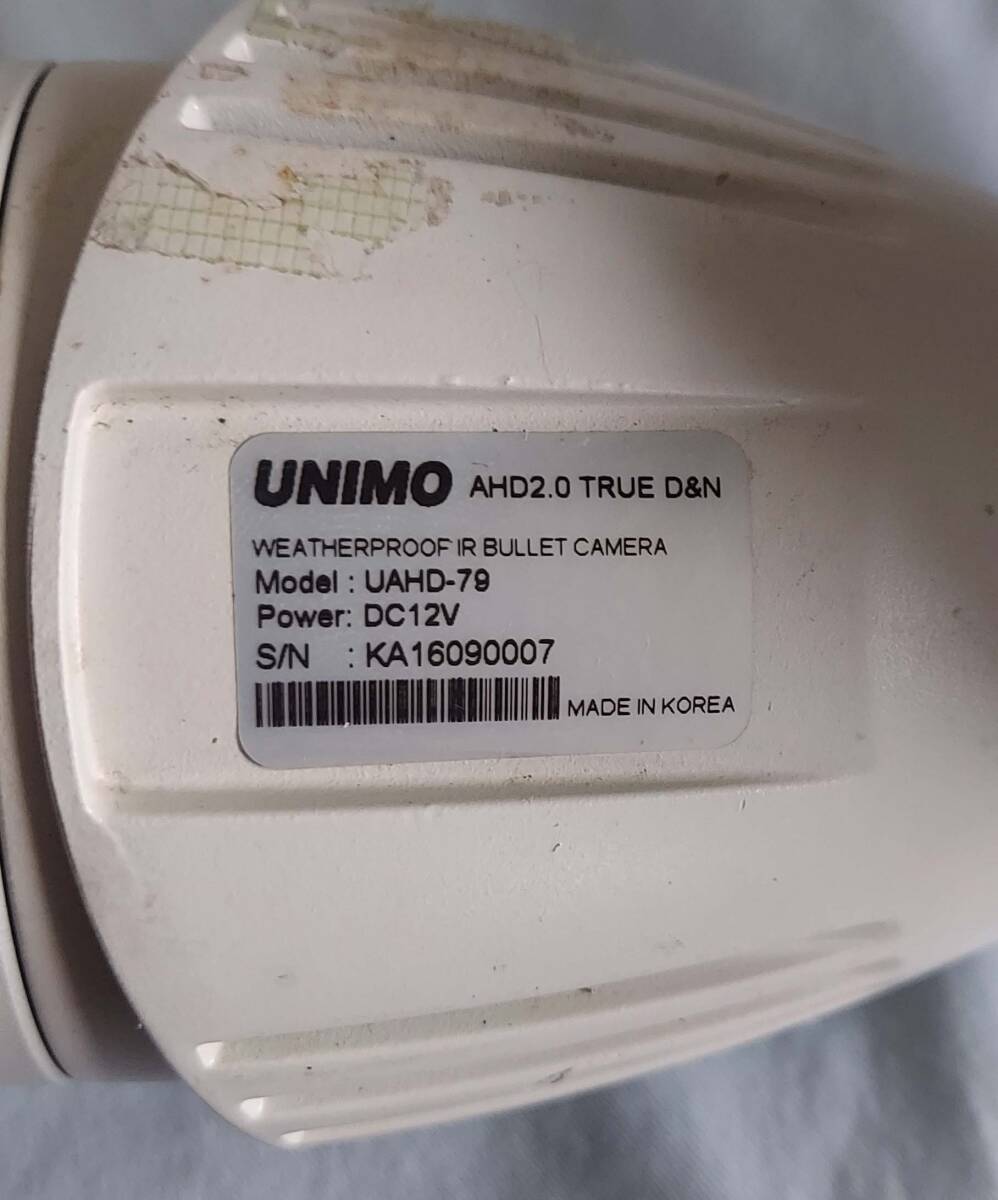 UNIMO AHD2.0 TRUE D&N
WEATHERPROOF IR BULLET CAMERA
Model : UAHD-79
Power: DC12V
S/N : KA16090007
MADE IN KOREA